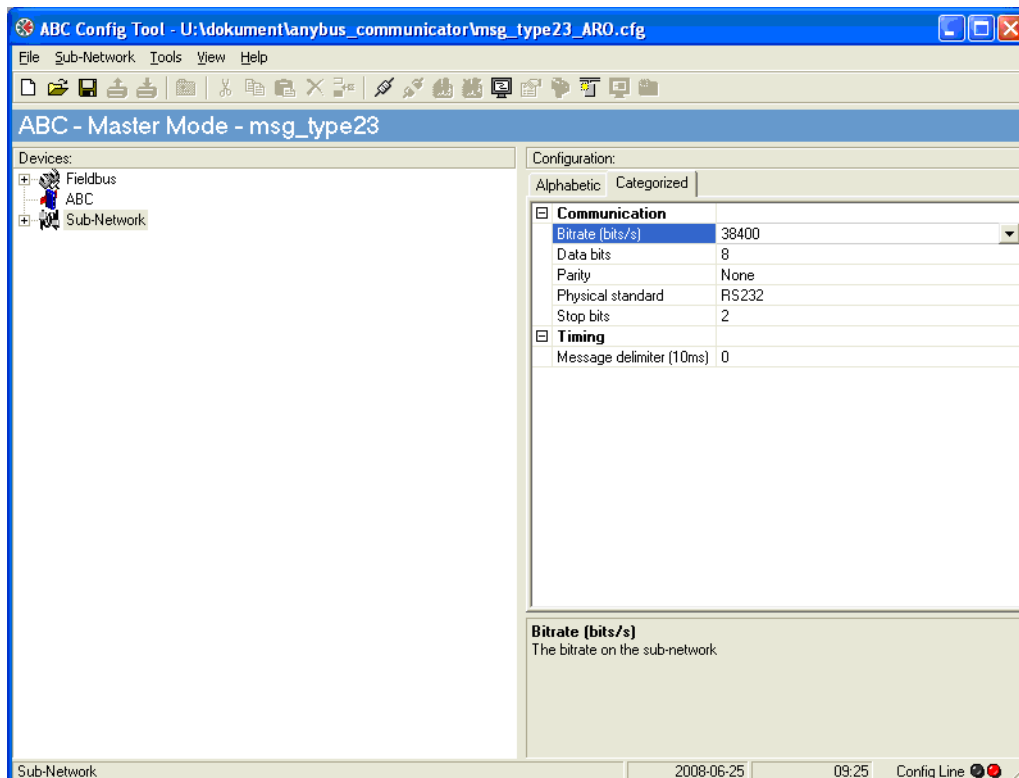 ABC Config Tool - U:\dokument\anybus_communicator\msg_type23_ARO.cfg
File Sub-Network Tools View Help
ABC - Master Mode - msg_type23
Devices:
Fieldbus
ABC
Sub-Network
Configuration:
Alphabetic Categorized
Communication
Bitrate (bits/s) 38400
Data bits 8
Parity None
Physical standard RS232
Stop bits 2
Timing
Message delimiter (10ms) 0
Bitrate (bits/s)
The bitrate on the sub-network
Sub-Network 2008-06-25 09:25 Config Line